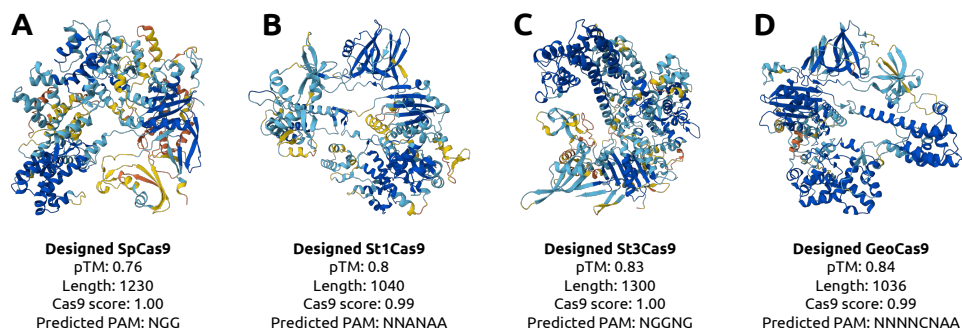 A B C D
Designed SpCas9
pTM: 0.76
Length: 1230
Cas9 score: 1.00
Predicted PAM: NGG
Designed St1Cas9
pTM: 0.8
Length: 1040
Cas9 score: 0.99
Predicted PAM: NNANAA
Designed St3Cas9
pTM: 0.83
Length: 1300
Cas9 score: 1.00
Predicted PAM: NGGNG
Designed GeoCas9
pTM: 0.84
Length: 1036
Cas9 score: 0.99
Predicted PAM: NNNNCNAA